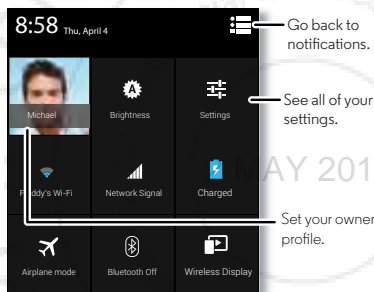 8:58 Thu, April 4
Go back to
notifications.
Michael
Brightness
Settings
See all of your
settings.
Freddy's Wi-Fi
Network Signal
Charged
MAY 201
Set your owner
profile.
Airplane mode
Bluetooth Off
Wireless Display